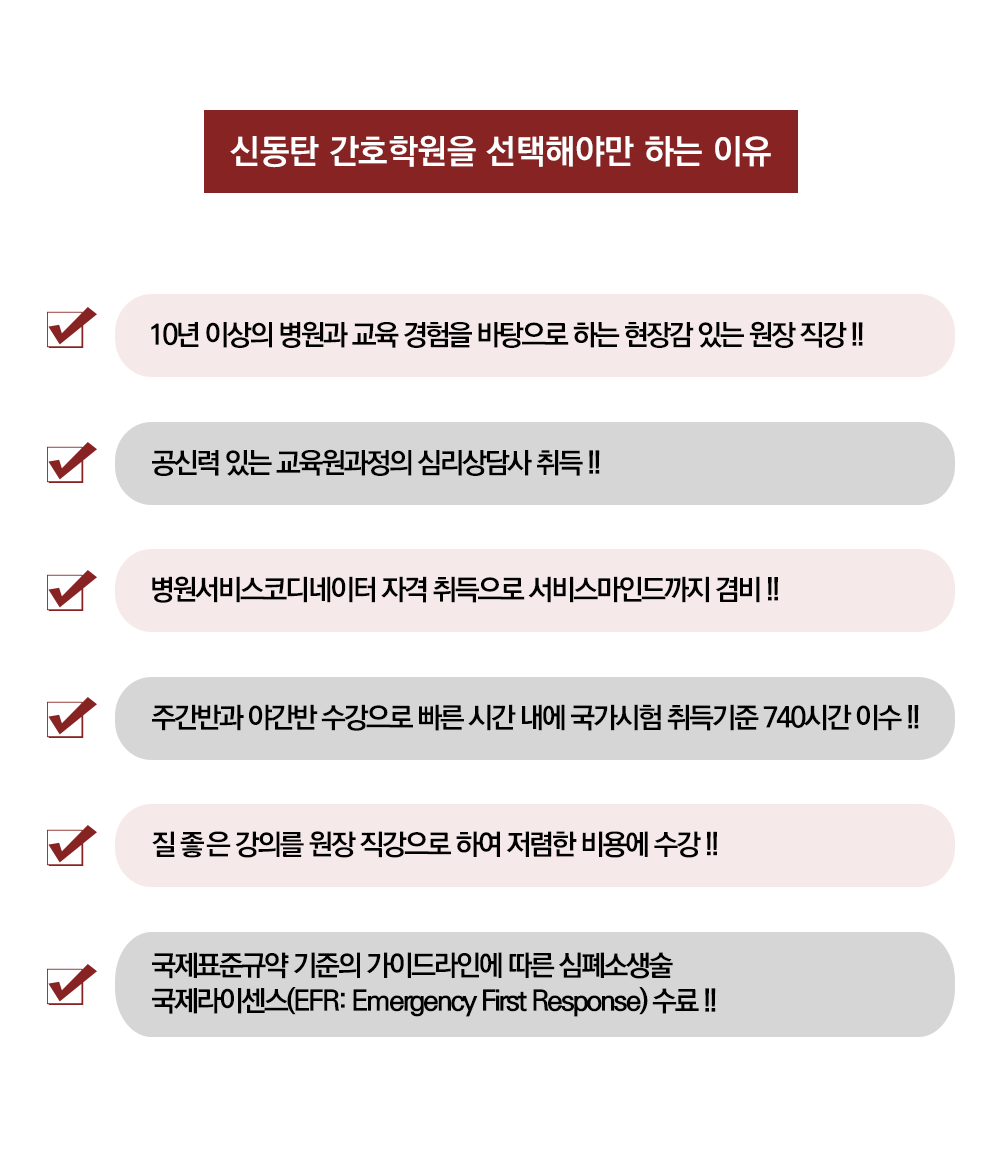 신동탄 간호학원을 선택해야만 하는 이유
10년 이상의 병원과 교육 경험을 바탕으로 하는 현장감 있는 원장 직강 !!
공신력 있는 교육원과정의 심리상담사 취득 !!
병원서비스코디네이터 자격 취득으로 서비스마인드까지 겸비 !!
주간반과 야간반 수강으로 빠른 시간 내에 국가시험 취득기준 740시간 이수 !!
질 좋은 강의를 원장 직강으로 하여 저렴한 비용에 수강 !!
국제표준규약 기준의 가이드라인에 따른 심폐소생술
국제라이센스(EFR: Emergency First Response) 수료 !!